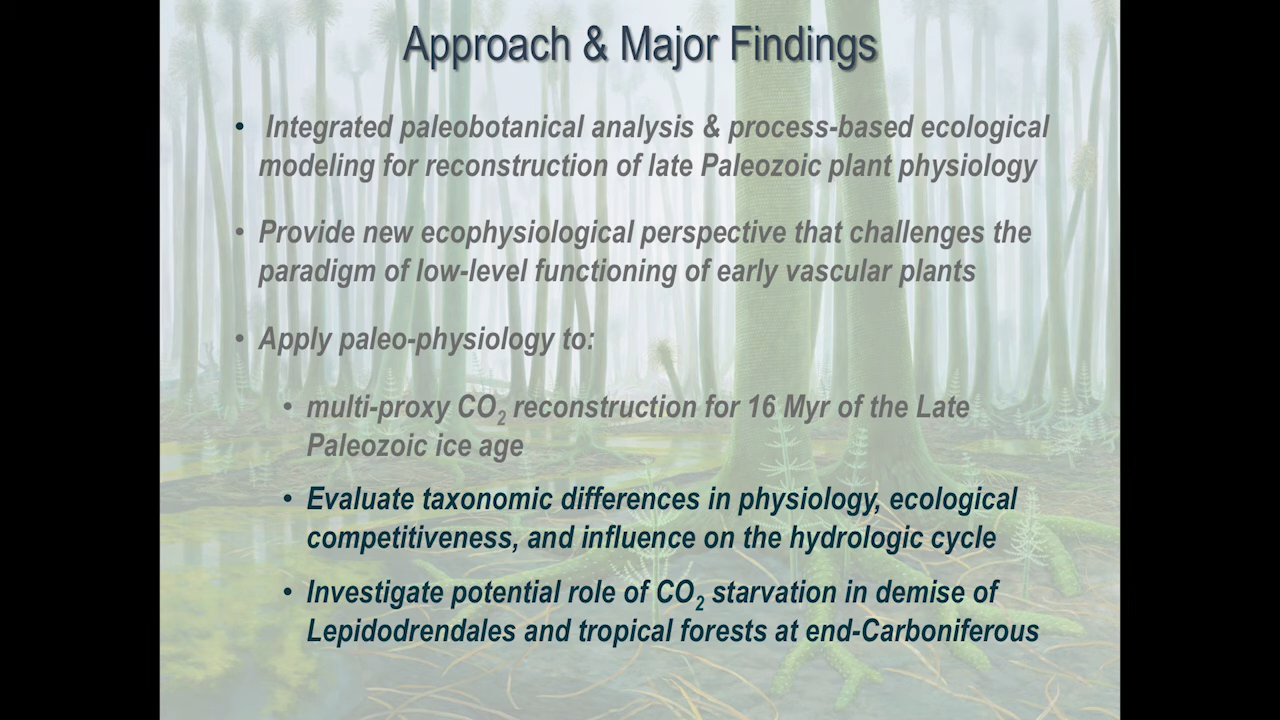 Approach & Major Findings
• Integrated paleobotanical analysis & process-based ecological
modeling for reconstruction of late Paleozoic plant physiology
• Provide new ecophysiological perspective that challenges the
paradigm of low-level functioning of early vascular plants
• Apply paleo-physiology to:
• multi-proxy CO₂ reconstruction for 16 Myr of the Late
Paleozoic ice age
• Evaluate taxonomic differences in physiology, ecological
competitiveness, and influence on the hydrologic cycle
• Investigate potential role of CO₂ starvation in demise of
Lepidodrendales and tropical forests at end-Carboniferous